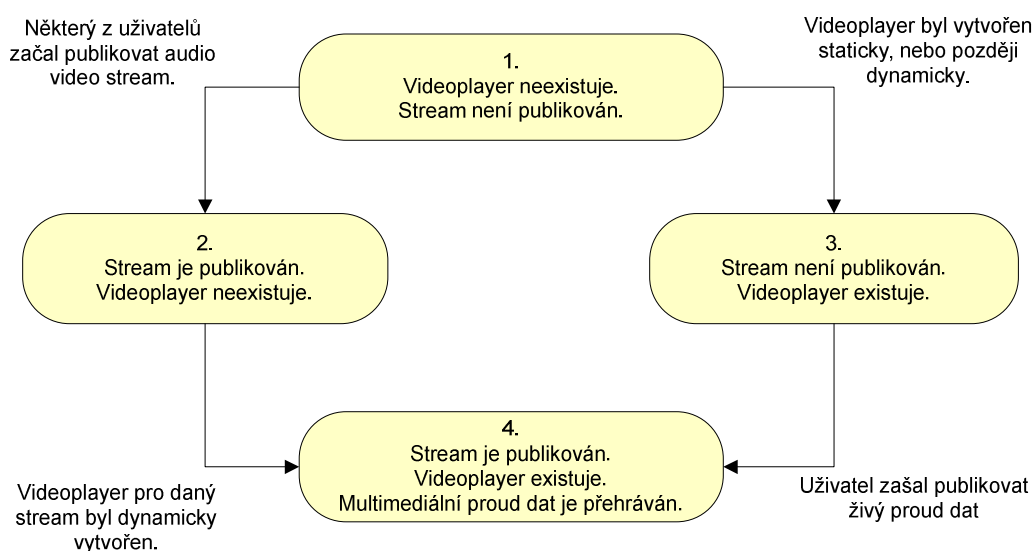 Některý z uživatelů
začal publikovat audio
video stream.
1.
Videoplayer neexistuje.
Stream není publikován.
Videoplayer byl vytvořen
staticky, nebo později
dynamicky.
2.
Stream je publikován.
Videoplayer neexistuje.
3.
Stream není publikován.
Videoplayer existuje.
4.
Stream je publikován.
Videoplayer existuje.
Multimediální proud dat je přehráván.
Videoplayer pro daný
stream byl dynamicky
vytvořen.
Uživatel zašal publikovat
živý proud dat